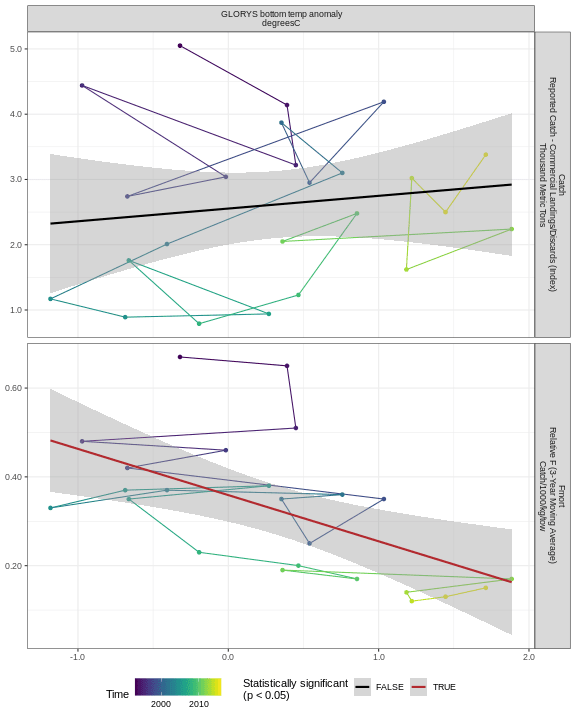 GLORYS bottom temp anomaly
degreesC
5.0
4.0
3.0
2.0
1.0
Catch
Reported Catch - Commercial Landings/Discards (Index)
Thousand Metric Tons
0.60
0.40
0.20
Fmort
Relative F (3-Year Moving Average)
Catch/1000/kg/tow
-1.0
0.0
1.0
2.0
Time
2000
2010
Statistically significant
(p < 0.05)
FALSE
TRUE